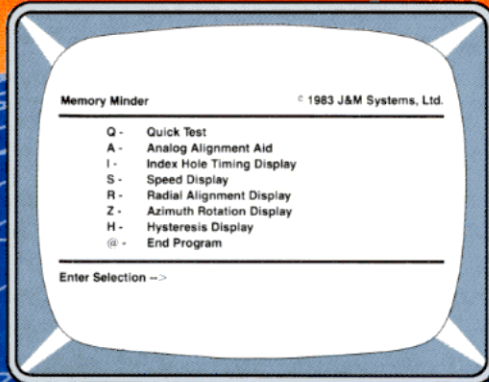 Memory Minder © 1983 J&M Systems, Ltd.
Q - Quick Test
A - Analog Alignment Aid
I - Index Hole Timing Display
S - Speed Display
R - Radial Alignment Display
Z - Azimuth Rotation Display
H - Hysteresis Display
@ - End Program
Enter Selection -->